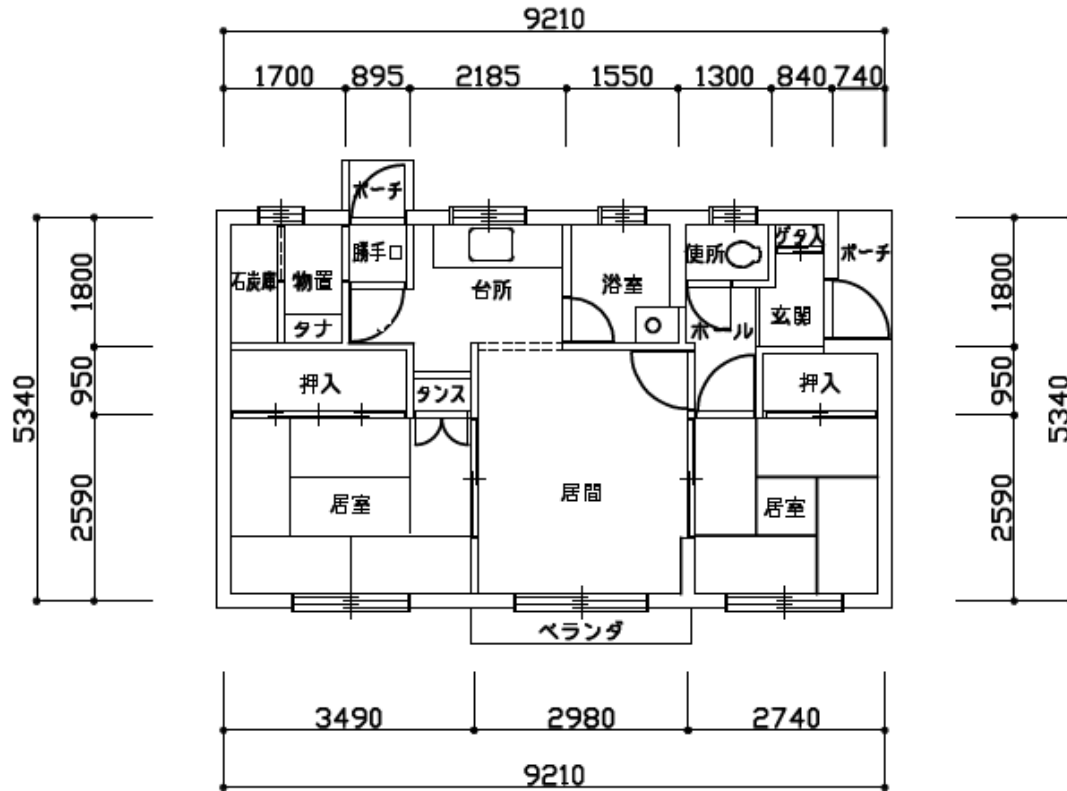 9210
1700 895 2185 1550 1300 840 740
ポーチ
石炭庫 物置 勝手口 台所 浴室 便所 ゲタ入 ポーチ
タナ ホール 玄関
押入 タンス 押入
居室 居間 居室
ベランダ
1800
950
2590
5340
1800
950
2590
5340
3490 2980 2740
9210